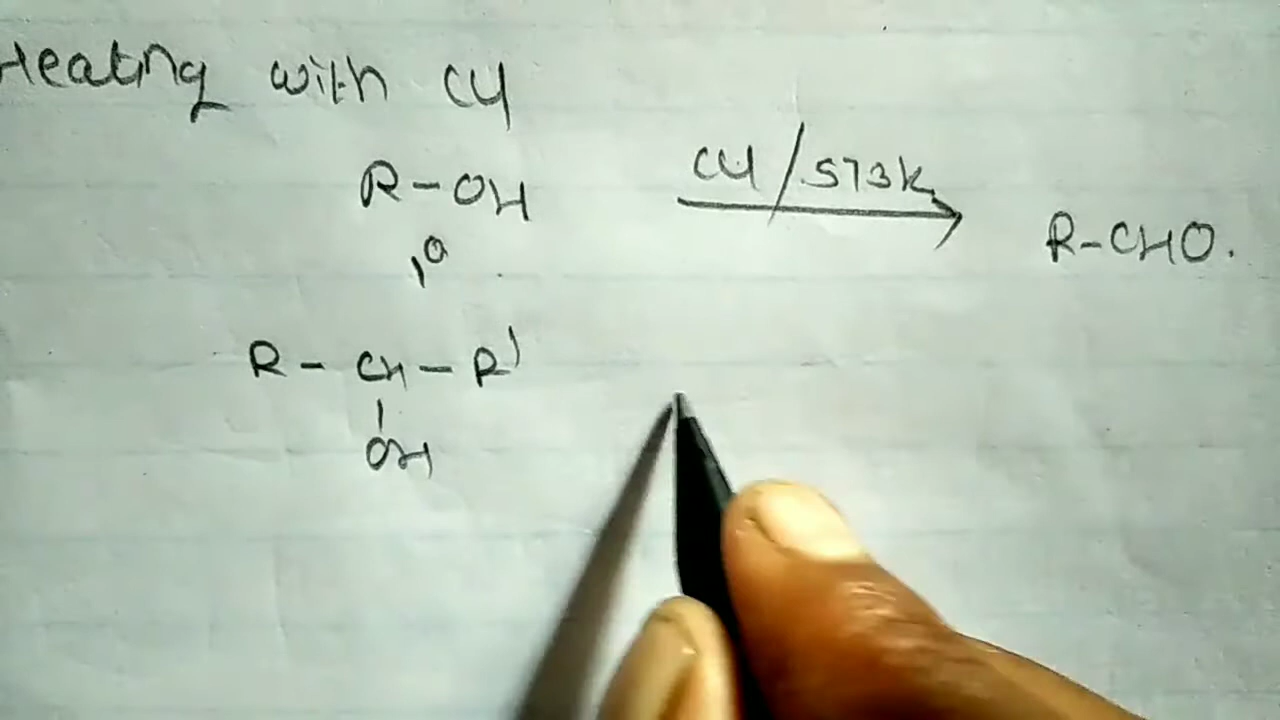 Heating with Cu
R-OH Cu/573K R-CHO.
1°
R - CH - R'
OH